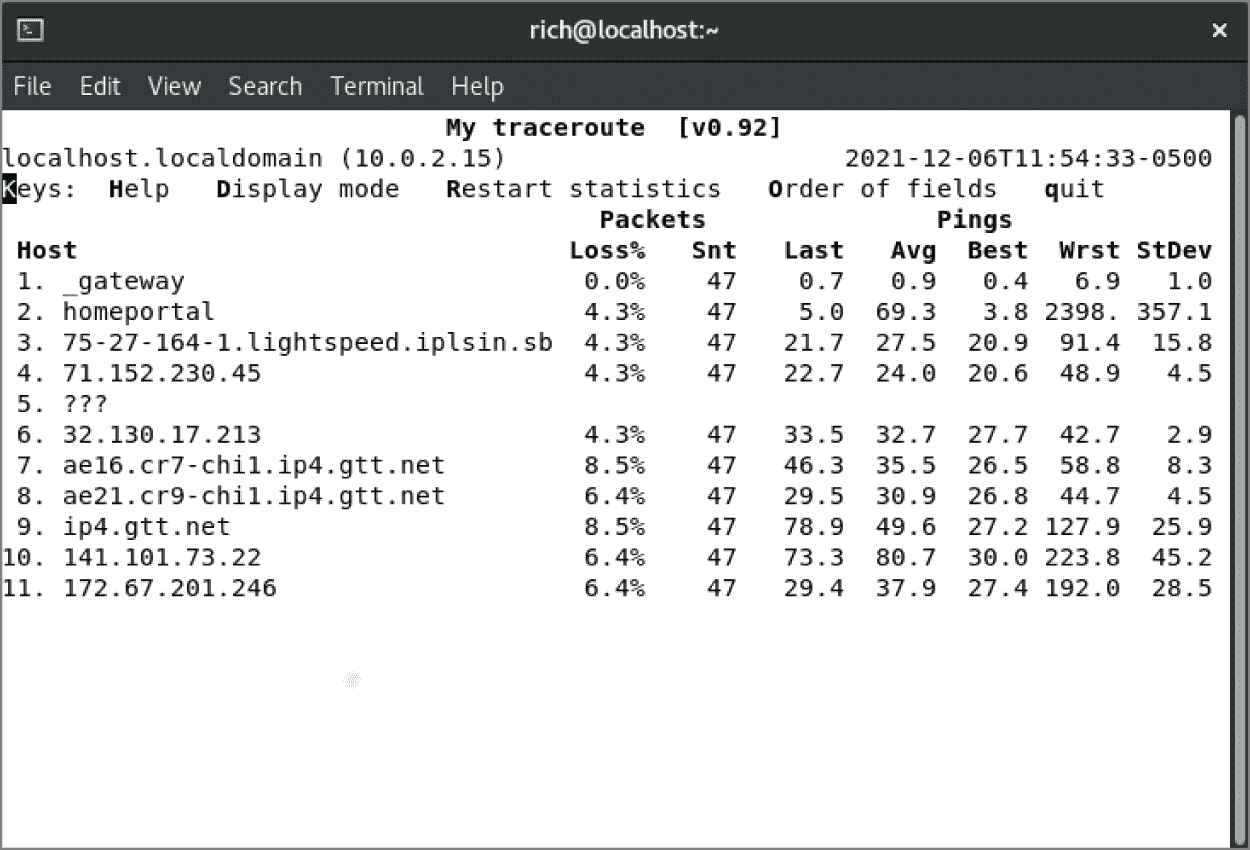 rich@localhost:~
File Edit View Search Terminal Help
My traceroute [v0.92]
localhost.localdomain (10.0.2.15) 2021-12-06T11:54:33-0500
Keys: Help Display mode Restart statistics Order of fields quit
Packets Pings
Host Loss% Snt Last Avg Best Wrst StDev
1. _gateway 0.0% 47 0.7 0.9 0.4 6.9 1.0
2. homeportal 4.3% 47 5.0 69.3 3.8 2398. 357.1
3. 75-27-164-1.lightspeed.iplsin.sb 4.3% 47 21.7 27.5 20.9 91.4 15.8
4. 71.152.230.45 4.3% 47 22.7 24.0 20.6 48.9 4.5
5. ???
6. 32.130.17.213 4.3% 47 33.5 32.7 27.7 42.7 2.9
7. ae16.cr7-chi1.ip4.gtt.net 8.5% 47 46.3 35.5 26.5 58.8 8.3
8. ae21.cr9-chi1.ip4.gtt.net 6.4% 47 29.5 30.9 26.8 44.7 4.5
9. ip4.gtt.net 8.5% 47 78.9 49.6 27.2 127.9 25.9
10. 141.101.73.22 6.4% 47 73.3 80.7 30.0 223.8 45.2
11. 172.67.201.246 6.4% 47 29.4 37.9 27.4 192.0 28.5